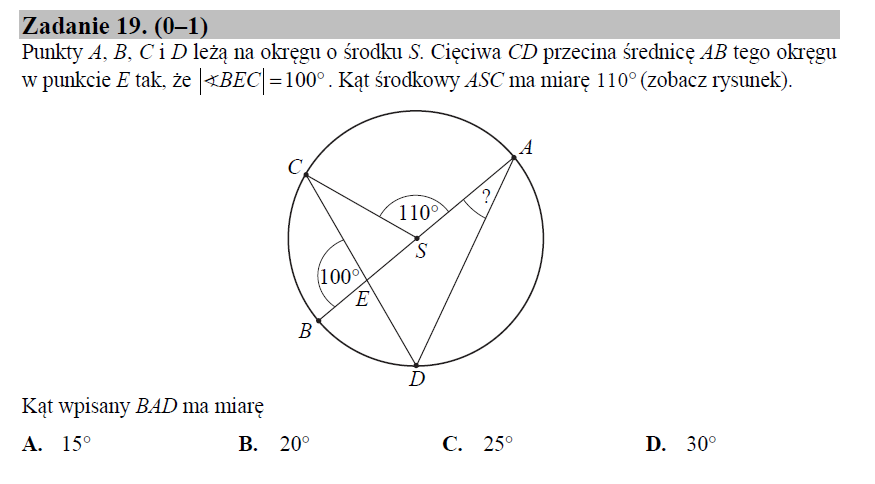 Zadanie 19. (0–1)
Punkty A, B, C i D leżą na okręgu o środku S. Cięciwa CD przecina średnicę AB tego okręgu
w punkcie E tak, że |∢BEC| = 100°. Kąt środkowy ASC ma miarę 110° (zobacz rysunek).
A
C
?
110°
S
100°
E
B
D
Kąt wpisany BAD ma miarę
A. 15° B. 20° C. 25° D. 30°